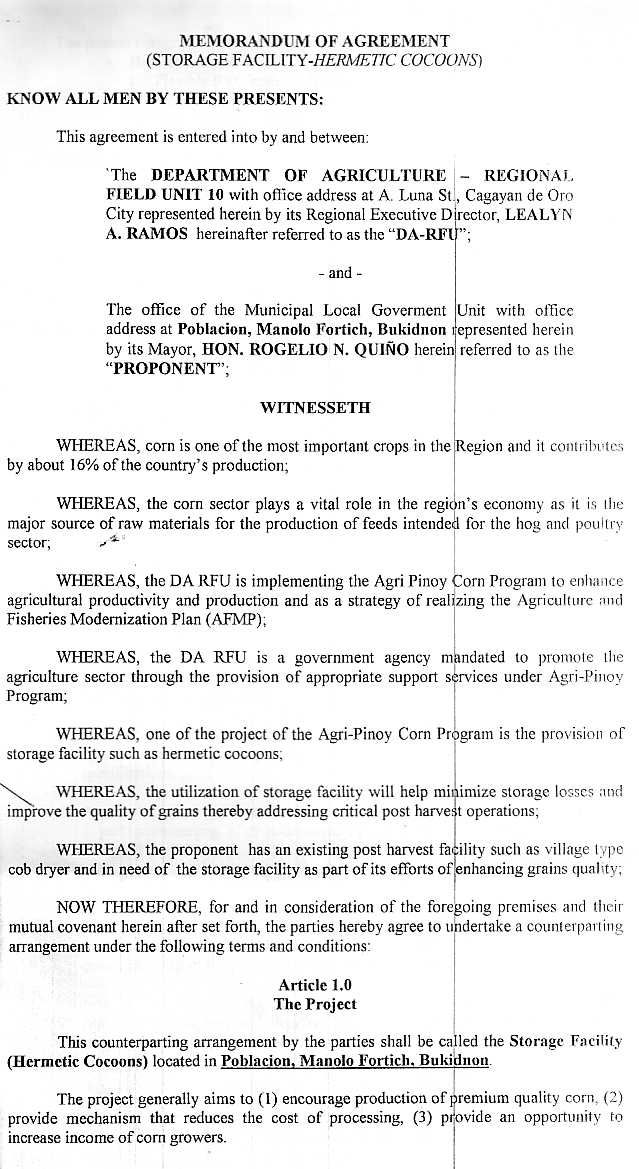 MEMORANDUM OF AGREEMENT
(STORAGE FACILITY-HERMETIC COCOONS)
KNOW ALL MEN BY THESE PRESENTS:
This agreement is entered into by and between:
`The DEPARTMENT OF AGRICULTURE – REGIONAL
FIELD UNIT 10 with office address at A. Luna St., Cagayan de Oro
City represented herein by its Regional Executive Director, LEALYN
A. RAMOS hereinafter referred to as the “DA-RFU”;
- and -
The office of the Municipal Local Goverment Unit with office
address at Poblacion, Manolo Fortich, Bukidnon represented herein
by its Mayor, HON. ROGELIO N. QUIÑO herein referred to as the
“PROPONENT”;
WITNESSETH
WHEREAS, corn is one of the most important crops in the Region and it contributes
by about 16% of the country’s production;
WHEREAS, the corn sector plays a vital role in the region’s economy as it is the
major source of raw materials for the production of feeds intended for the hog and poultry
sector;
WHEREAS, the DA RFU is implementing the Agri Pinoy Corn Program to enhance
agricultural productivity and production and as a strategy of realizing the Agriculture and
Fisheries Modernization Plan (AFMP);
WHEREAS, the DA RFU is a government agency mandated to promote the
agriculture sector through the provision of appropriate support services under Agri-Pinoy
Program;
WHEREAS, one of the project of the Agri-Pinoy Corn Program is the provision of
storage facility such as hermetic cocoons;
WHEREAS, the utilization of storage facility will help minimize storage losses and
improve the quality of grains thereby addressing critical post harvest operations;
WHEREAS, the proponent has an existing post harvest facility such as village type
cob dryer and in need of the storage facility as part of its efforts of enhancing grains quality;
NOW THEREFORE, for and in consideration of the foregoing premises and their
mutual covenant herein after set forth, the parties hereby agree to undertake a counterparting
arrangement under the following terms and conditions:
Article 1.0
The Project
This counterparting arrangement by the parties shall be called the Storage Facility
(Hermetic Cocoons) located in Poblacion, Manolo Fortich, Bukidnon.
The project generally aims to (1) encourage production of premium quality corn, (2)
provide mechanism that reduces the cost of processing, (3) provide an opportunity to
increase income of corn growers.